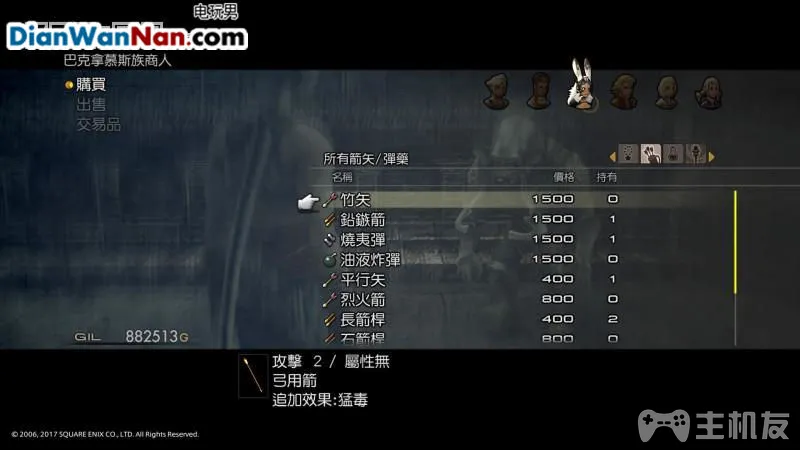 电玩男
DianWanNan.com
巴克拿慕斯族商人
購買
出售
交易品
所有箭矢/彈藥
名稱 價格 持有
竹矢 1500 0
鉛鏃箭 1500 1
燒夷彈 1500 1
油液炸彈 1500 0
平行矢 400 1
烈火箭 800 0
長箭桿 400 2
石箭桿 800 0
GIL 882513G
攻擊 2 / 屬性無
弓用箭
追加效果:猛毒
© 2006, 2017 SQUARE ENIX CO., LTD. All Rights Reserved.
主机友